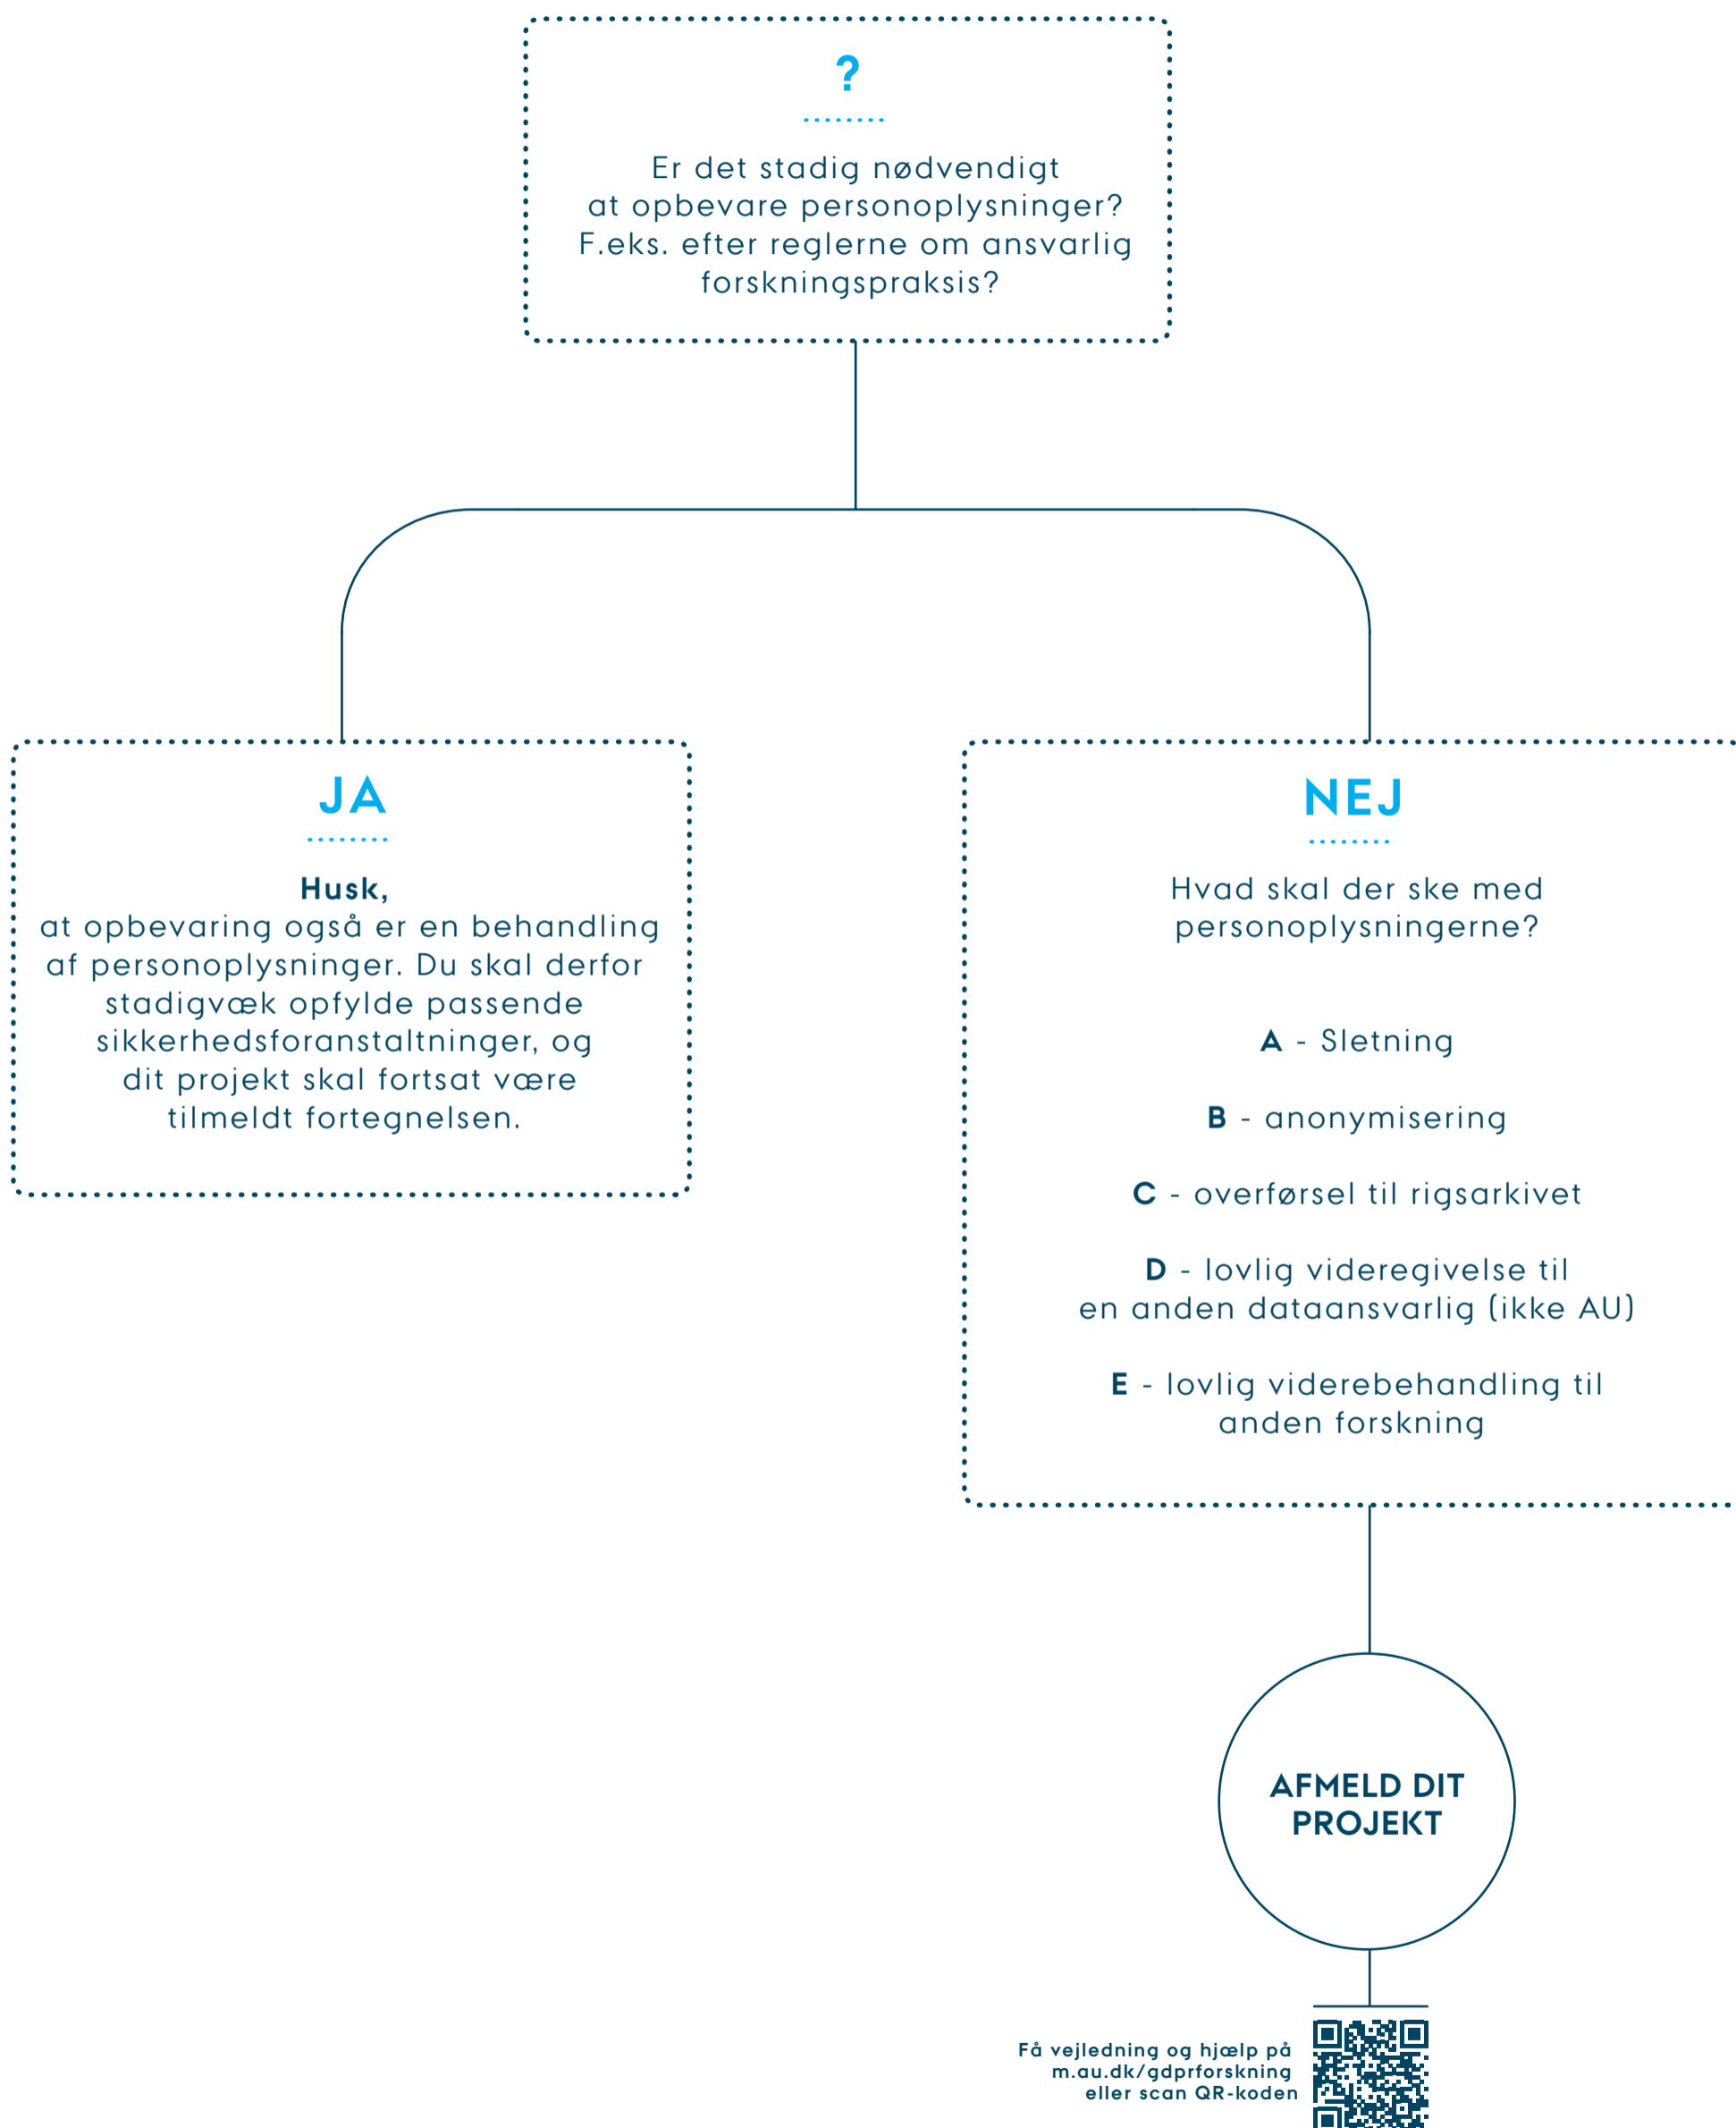 ?
Er det stadig nødvendigt
at opbevare personoplysninger?
F.eks. efter reglerne om ansvarlig
forskningspraksis?
JA
Husk,
at opbevaring også er en behandling
af personoplysninger. Du skal derfor
stadigvæk opfylde passende
sikkerhedsforanstaltninger, og
dit projekt skal fortsat være
tilmeldt fortegnelsen.
NEJ
Hvad skal der ske med
personoplysningerne?
A - Sletning
B - anonymisering
C - overførsel til rigsarkivet
D - lovlig videregivelse til
en anden dataansvarlig (ikke AU)
E - lovlig viderebehandling til
anden forskning
AFMELD DIT
PROJEKT
Få vejledning og hjælp på
m.au.dk/gdprforskning
eller scan QR-koden